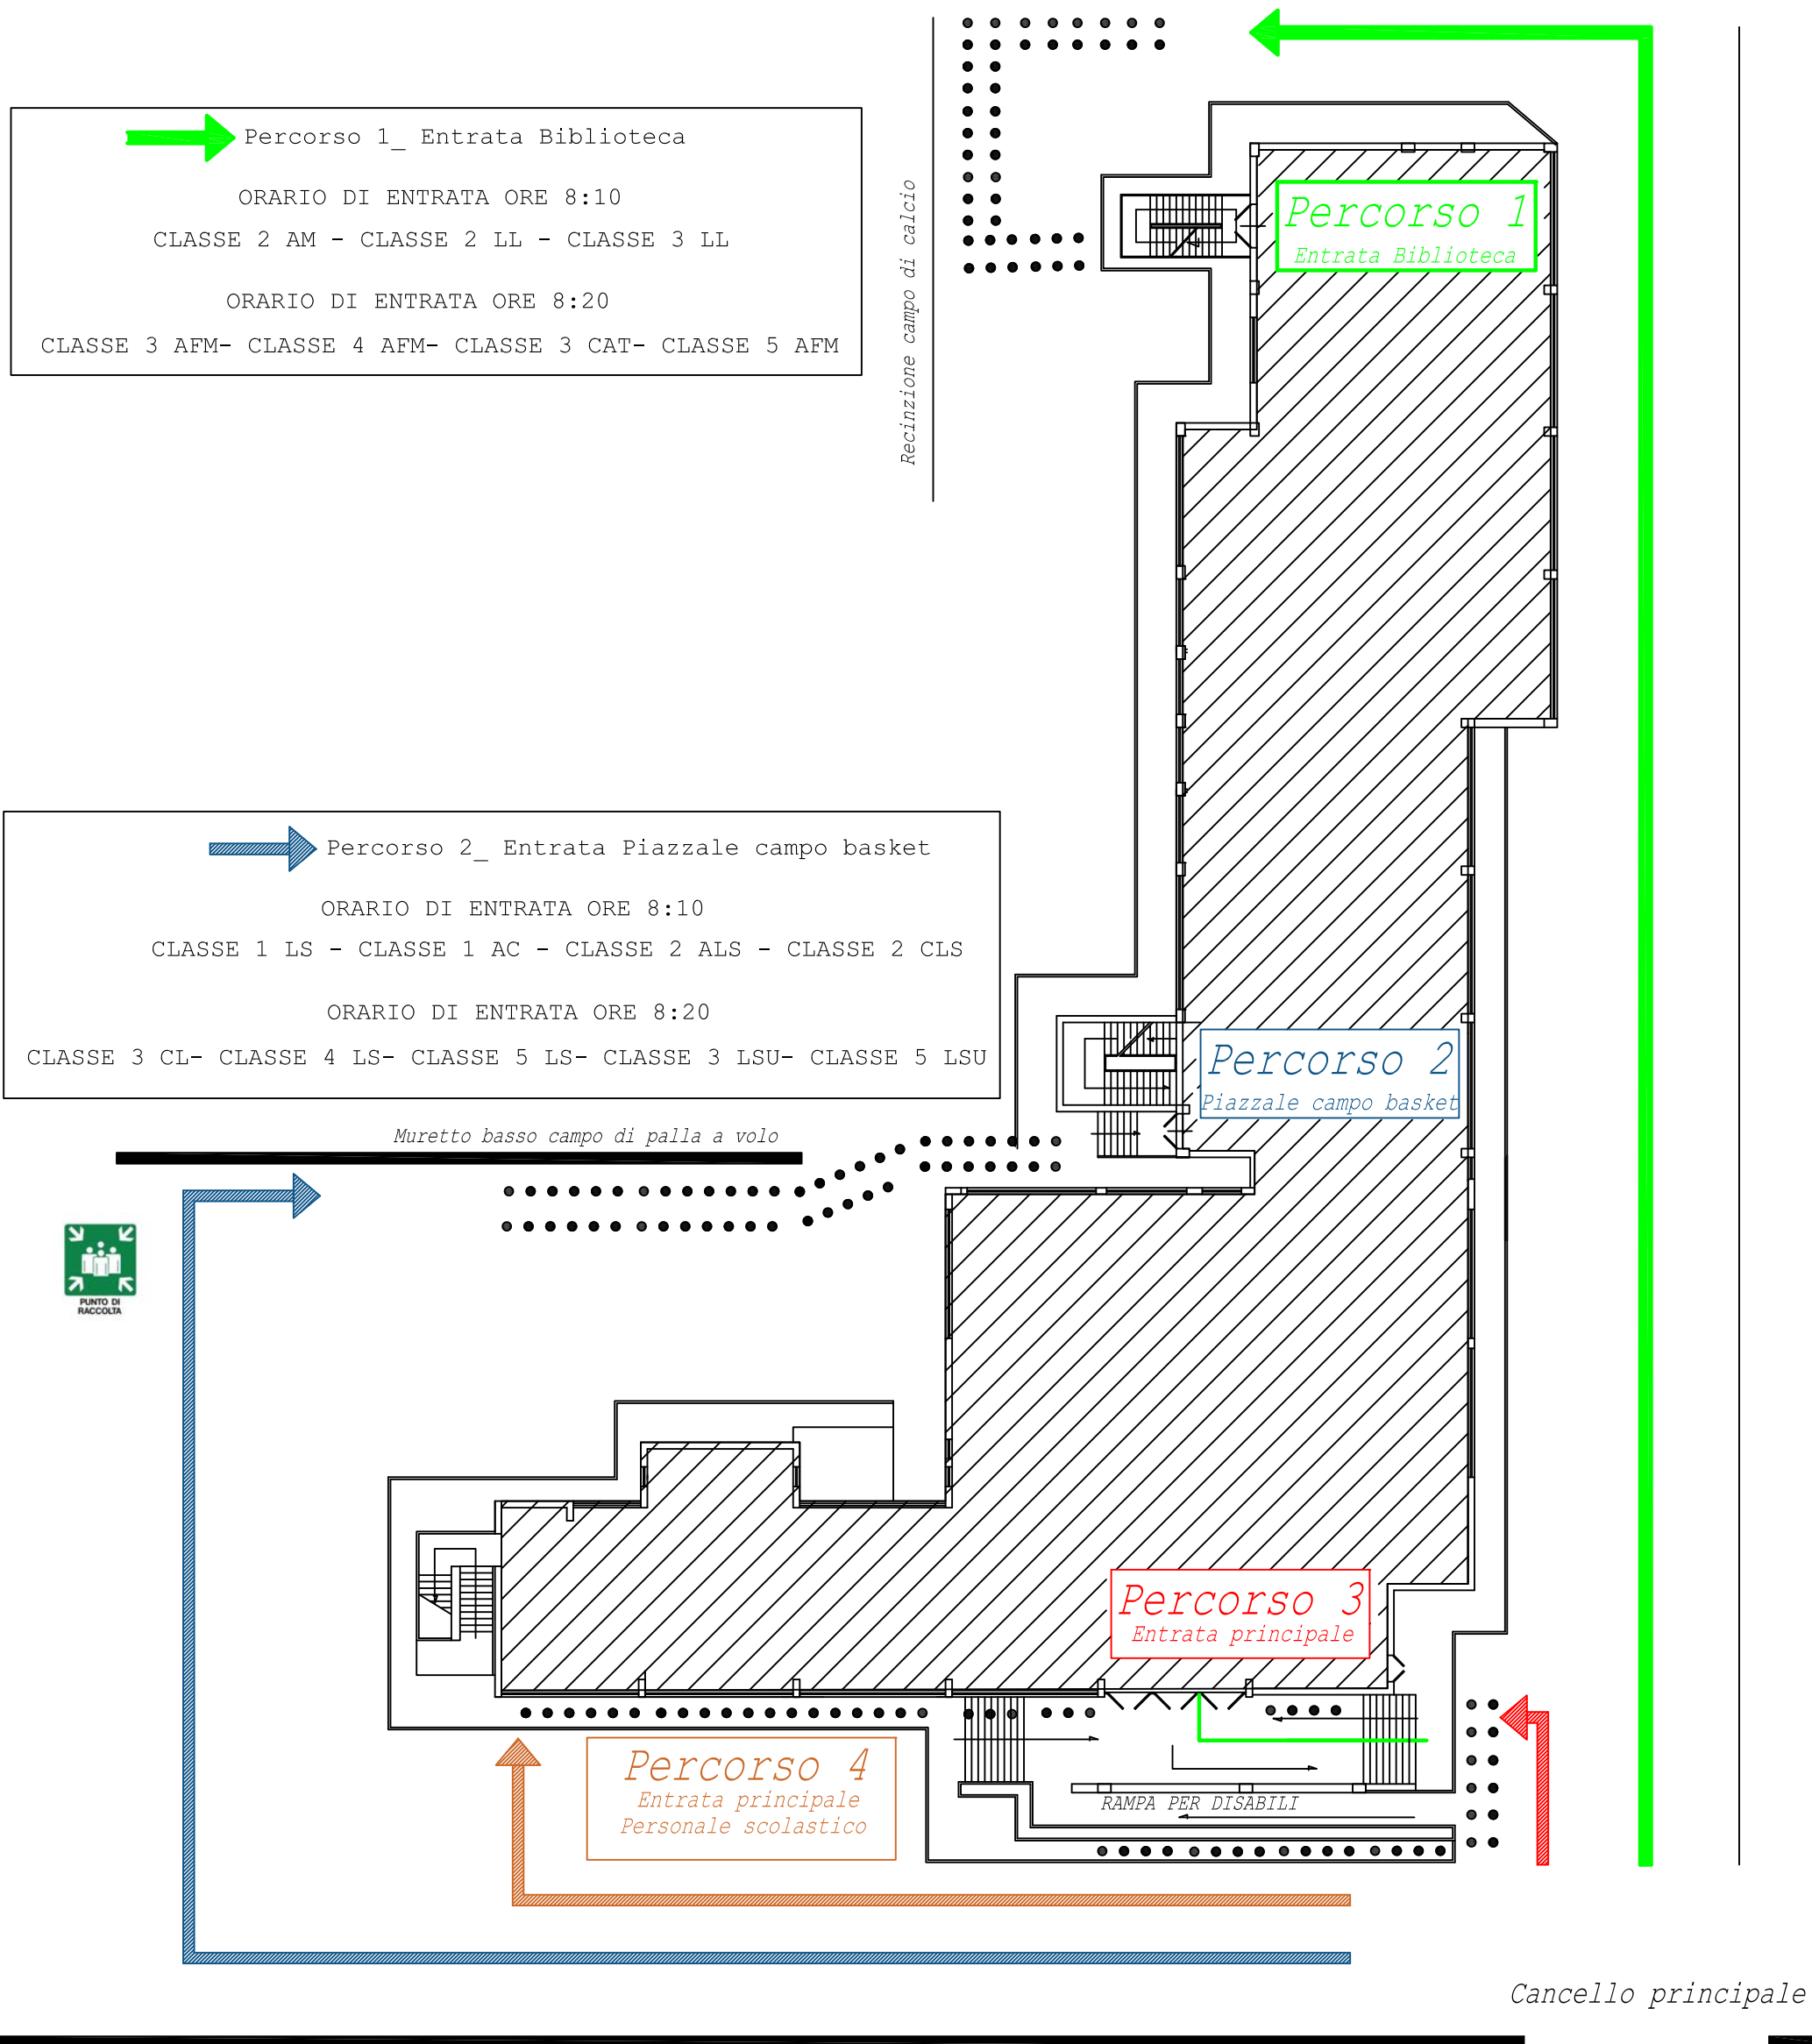 Percorso 1_ Entrata Biblioteca
ORARIO DI ENTRATA ORE 8:10
CLASSE 2 AM - CLASSE 2 LL - CLASSE 3 LL
ORARIO DI ENTRATA ORE 8:20
CLASSE 3 AFM- CLASSE 4 AFM- CLASSE 3 CAT- CLASSE 5 AFM
Recinzione campo di calcio
Percorso 1
Entrata Biblioteca
Percorso 2_ Entrata Piazzale campo basket
ORARIO DI ENTRATA ORE 8:10
CLASSE 1 LS - CLASSE 1 AC - CLASSE 2 ALS - CLASSE 2 CLS
ORARIO DI ENTRATA ORE 8:20
CLASSE 3 CL- CLASSE 4 LS- CLASSE 5 LS- CLASSE 3 LSU- CLASSE 5 LSU
Percorso 2
Piazzale campo basket
Muretto basso campo di palla a volo
PUNTO DI
RACCOLTA
Percorso 3
Entrata principale
Percorso 4
Entrata principale
Personale scolastico
RAMPA PER DISABILI
Cancello principale